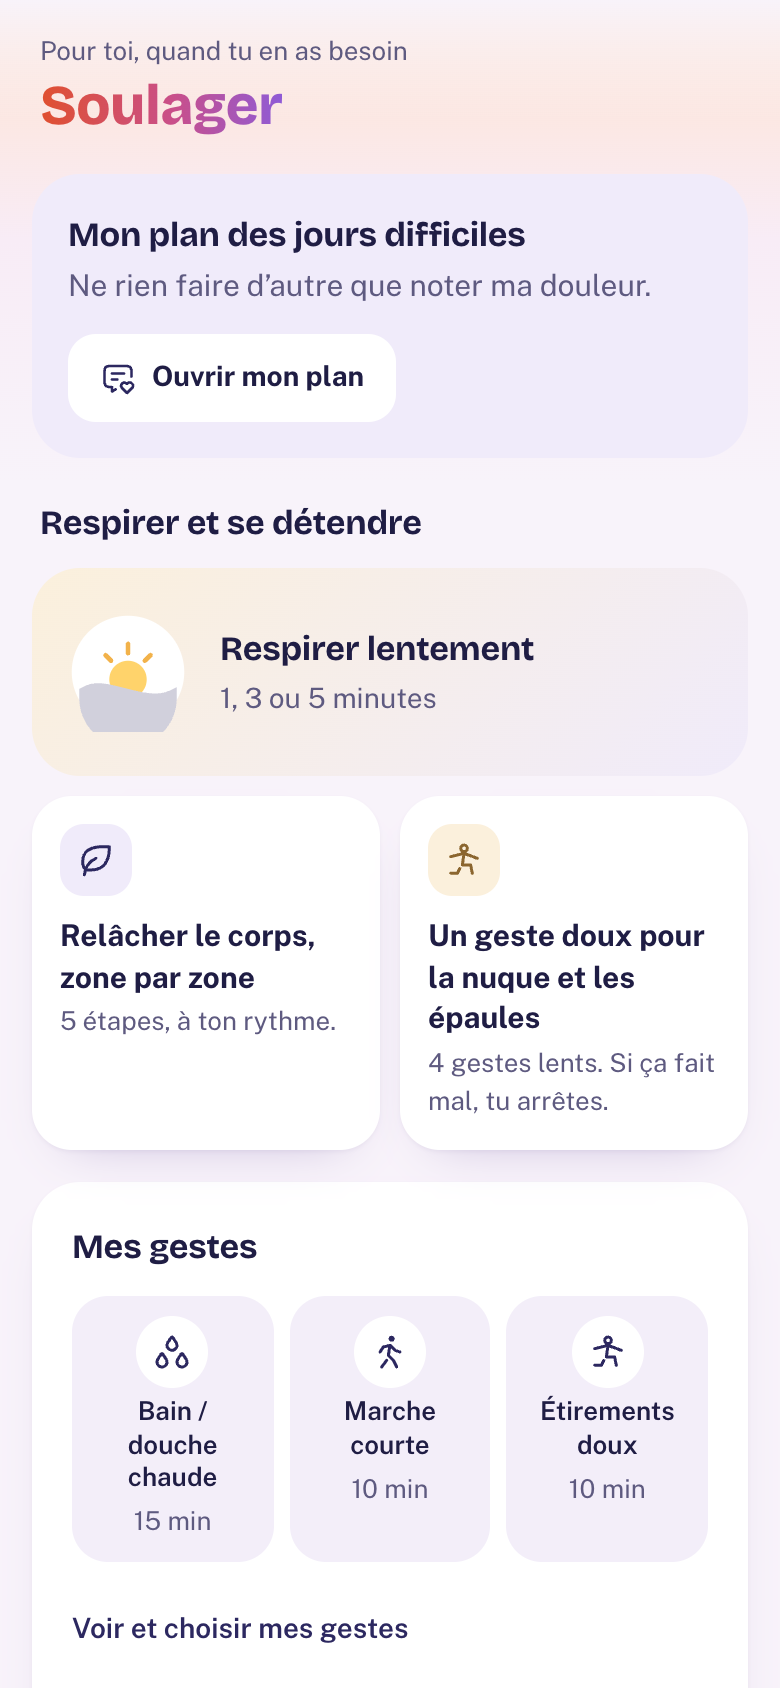 Pour toi, quand tu en as besoin
Soulager
Mon plan des jours difficiles
Ne rien faire d’autre que noter ma douleur.
Ouvrir mon plan
Respirer et se détendre
Respirer lentement
1, 3 ou 5 minutes
Relâcher le corps,
zone par zone
5 étapes, à ton rythme.
Un geste doux pour
la nuque et les
épaules
4 gestes lents. Si ça fait
mal, tu arrêtes.
Mes gestes
Bain /
douche
chaude
15 min
Marche
courte
10 min
Étirements
doux
10 min
Voir et choisir mes gestes